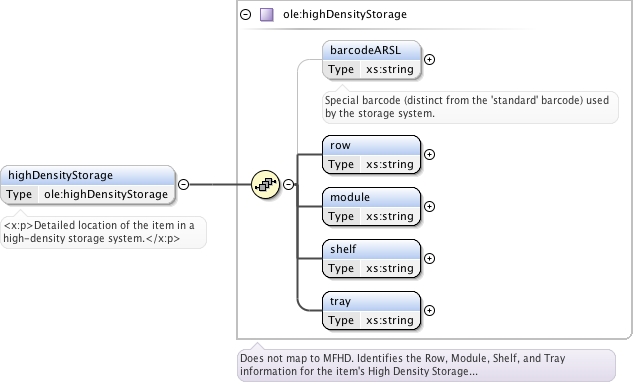 ole:highDensityStorage
barcodeARSL
Type xs:string
Special barcode (distinct from the 'standard' barcode) used
by the storage system.
row
Type xs:string
highDensityStorage
Type ole:highDensityStorage
<x:p>Detailed location of the item in a
high-density storage system.</x:p>
module
Type xs:string
shelf
Type xs:string
tray
Type xs:string
Does not map to MFHD. Identifies the Row, Module, Shelf, and Tray
information for the item's High Density Storage...